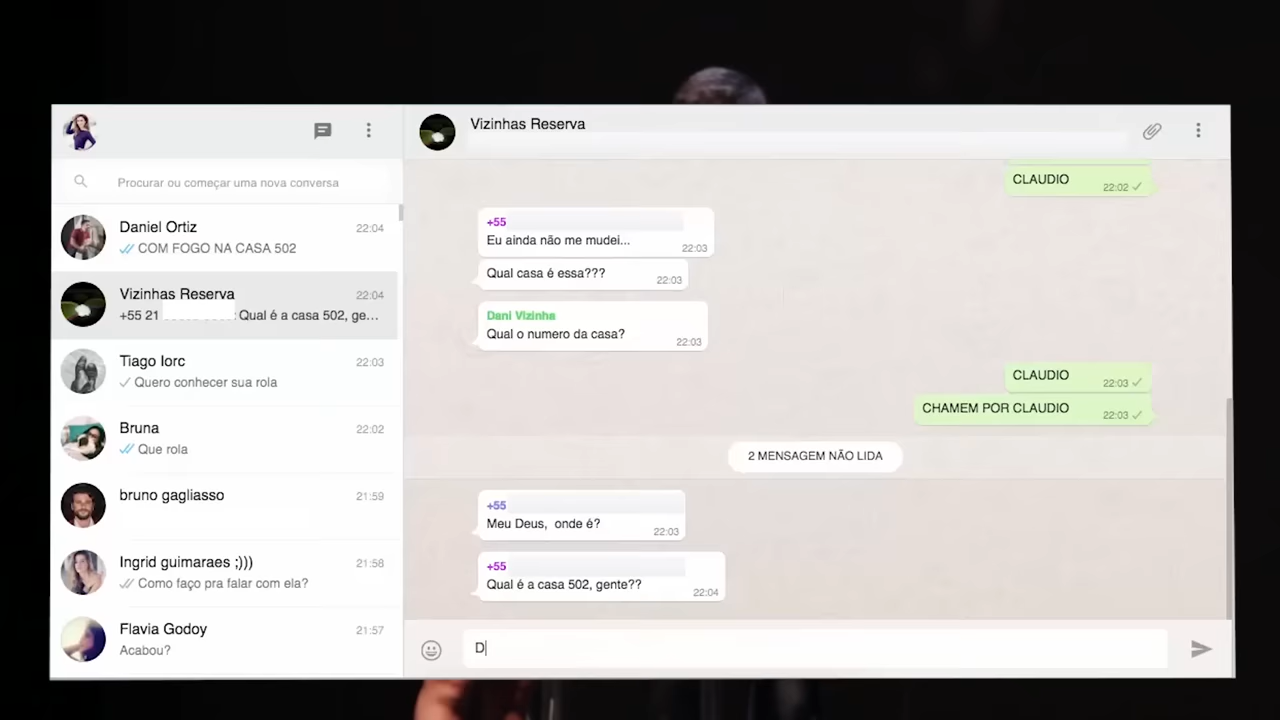 Procurar ou começar uma nova conversa
Daniel Ortiz 22:04
COM FOGO NA CASA 502
Vizinhas Reserva 22:04
+55 21 : Qual é a casa 502, ge...
Tiago Iorc 22:03
Quero conhecer sua rola
Bruna 22:02
Que rola
bruno gagliasso 21:59
Ingrid guimaraes ;))) 21:58
Como faço pra falar com ela?
Flavia Godoy 21:57
Acabou?
Vizinhas Reserva
CLAUDIO 22:02
+55
Eu ainda não me mudei... 22:03
Qual casa é essa??? 22:03
Dani Vizinha
Qual o numero da casa? 22:03
CLAUDIO 22:03
CHAMEM POR CLAUDIO 22:03
2 MENSAGEM NÃO LIDA
+55
Meu Deus, onde é? 22:03
+55
Qual é a casa 502, gente?? 22:04
D